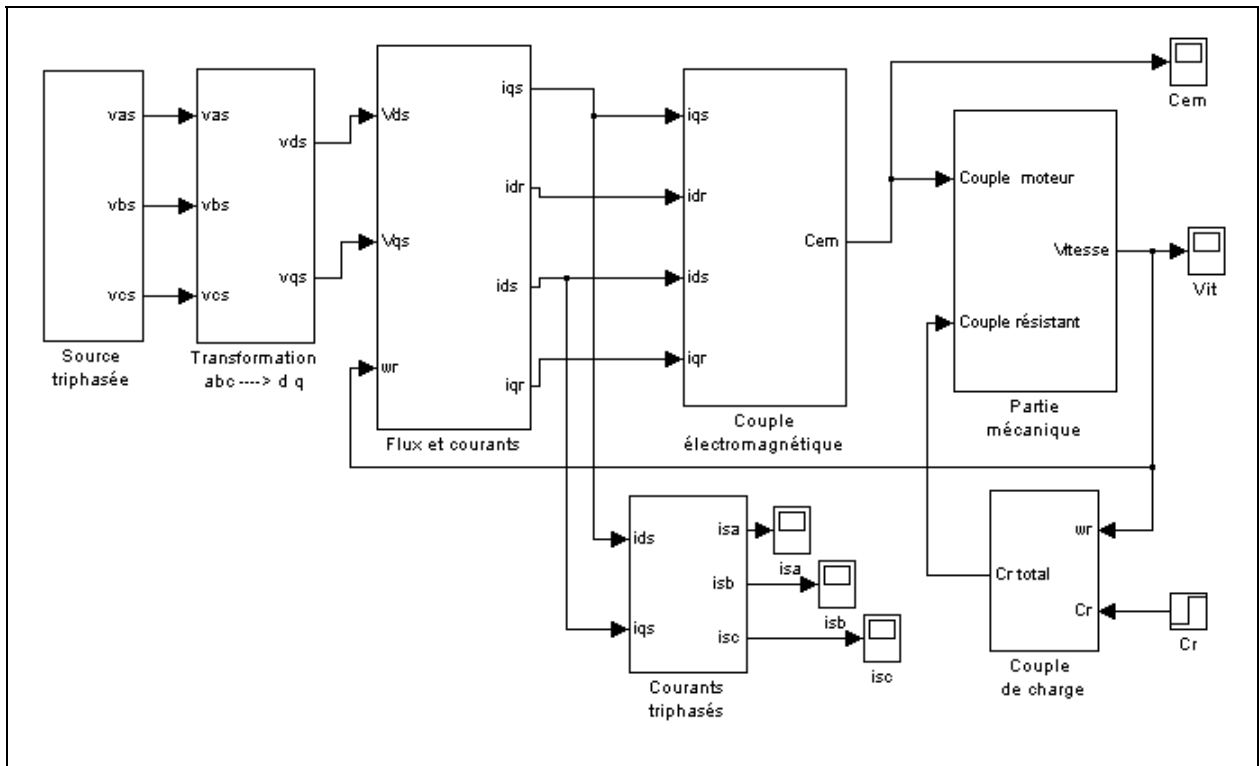 vas
vbs
vcs
Source
triphasée
vas
vbs
vcs
vds
vqs
Transformation
abc ----> d q
Vds
Vqs
wr
iqs
idr
ids
iqr
Flux et courants
iqs
idr
ids
iqr
Cem
Couple
électromagnétique
Couple moteur
Couple résistant
Vitesse
Partie
mécanique
Cem
Vit
ids
iqs
isa
isb
isc
Courants
triphasés
isa
isb
isc
wr
Cr total
Cr
Couple
de charge
Cr